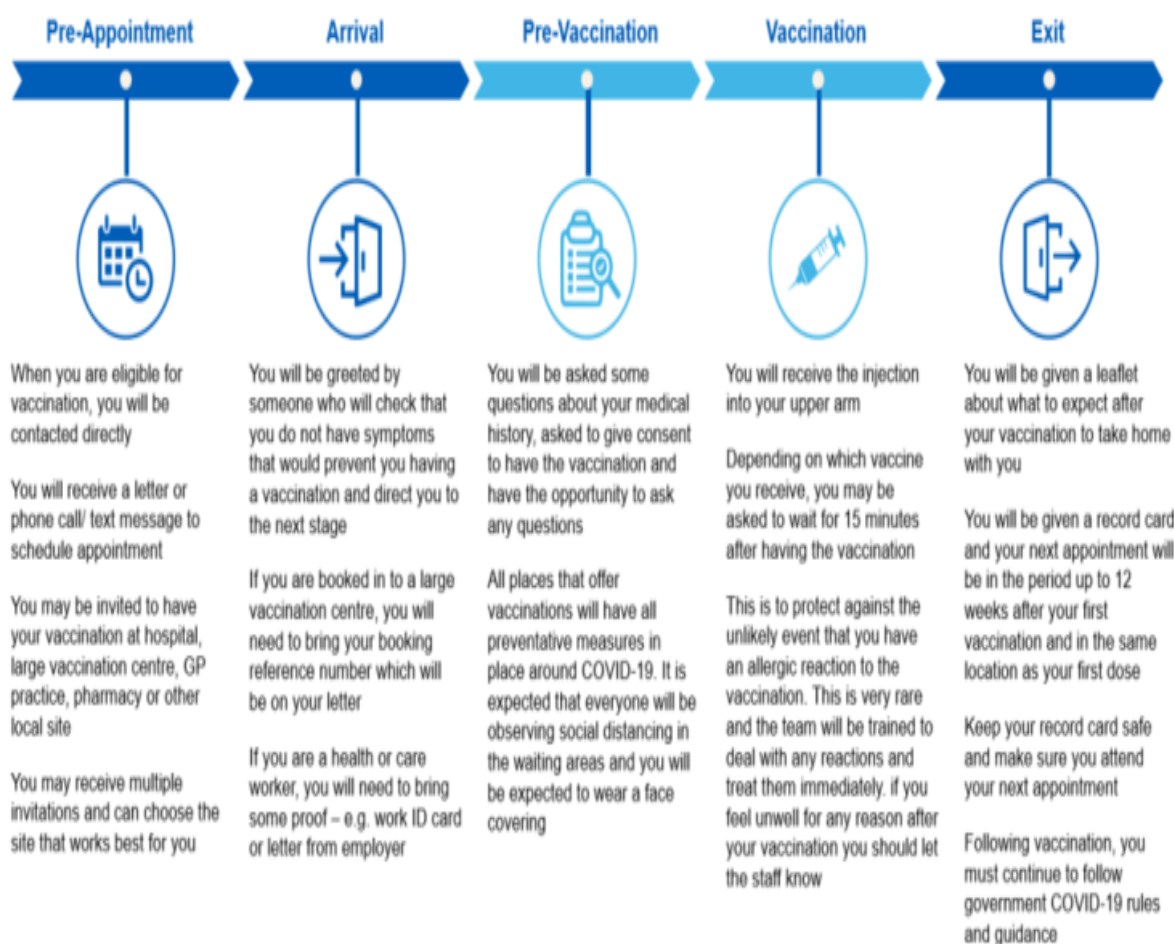 Pre-Appointment
Arrival
Pre-Vaccination
Vaccination
Exit
When you are eligible for
vaccination, you will be
contacted directly
You will receive a letter or
phone call/ text message to
schedule appointment
You may be invited to have
your vaccination at hospital,
large vaccination centre, GP
practice, pharmacy or other
local site
You may receive multiple
invitations and can choose the
site that works best for you
You will be greeted by
someone who will check that
you do not have symptoms
that would prevent you having
a vaccination and direct you to
the next stage
If you are booked in to a large
vaccination centre, you will
need to bring your booking
reference number which will
be on your letter
If you are a health or care
worker, you will need to bring
some proof – e.g. work ID card
or letter from employer
You will be asked some
questions about your medical
history, asked to give consent
to have the vaccination and
have the opportunity to ask
any questions
All places that offer
vaccinations will have all
preventative measures in
place around COVID-19. It is
expected that everyone will be
observing social distancing in
the waiting areas and you will
be expected to wear a face
covering
You will receive the injection
into your upper arm
Depending on which vaccine
you receive, you may be
asked to wait for 15 minutes
after having the vaccination
This is to protect against the
unlikely event that you have
an allergic reaction to the
vaccination. This is very rare
and the team will be trained to
deal with any reactions and
treat them immediately. if you
feel unwell for any reason after
your vaccination you should let
the staff know
You will be given a leaflet
about what to expect after
your vaccination to take home
with you
You will be given a record card
and your next appointment will
be in the period up to 12
weeks after your first
vaccination and in the same
location as your first dose
Keep your record card safe
and make sure you attend
your next appointment
Following vaccination, you
must continue to follow
government COVID-19 rules
and guidance